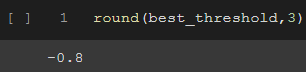 [ ] 1 round(best_threshold,3)
-0.8